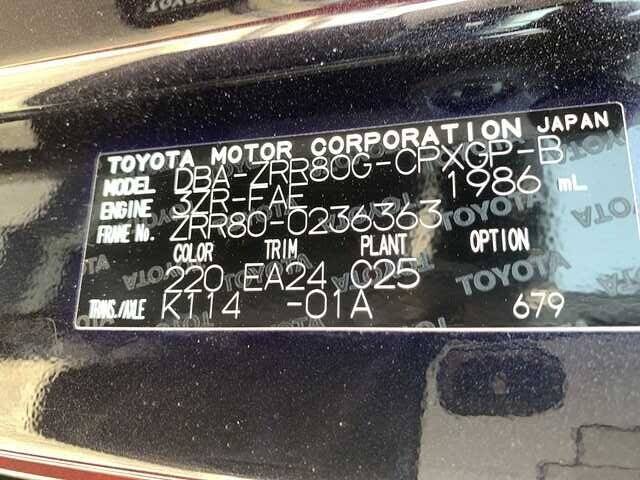 TOYOTA MOTOR CORPORATION JAPAN
MODEL DBA-ZRR80G-CPXGP-B
ENGINE 3ZR-FAE 1986 mL
FRAME No. ZRR80-0236363
COLOR TRIM PLANT OPTION
220 EA24 C25
TRANS./AXLE K114 -01A 679